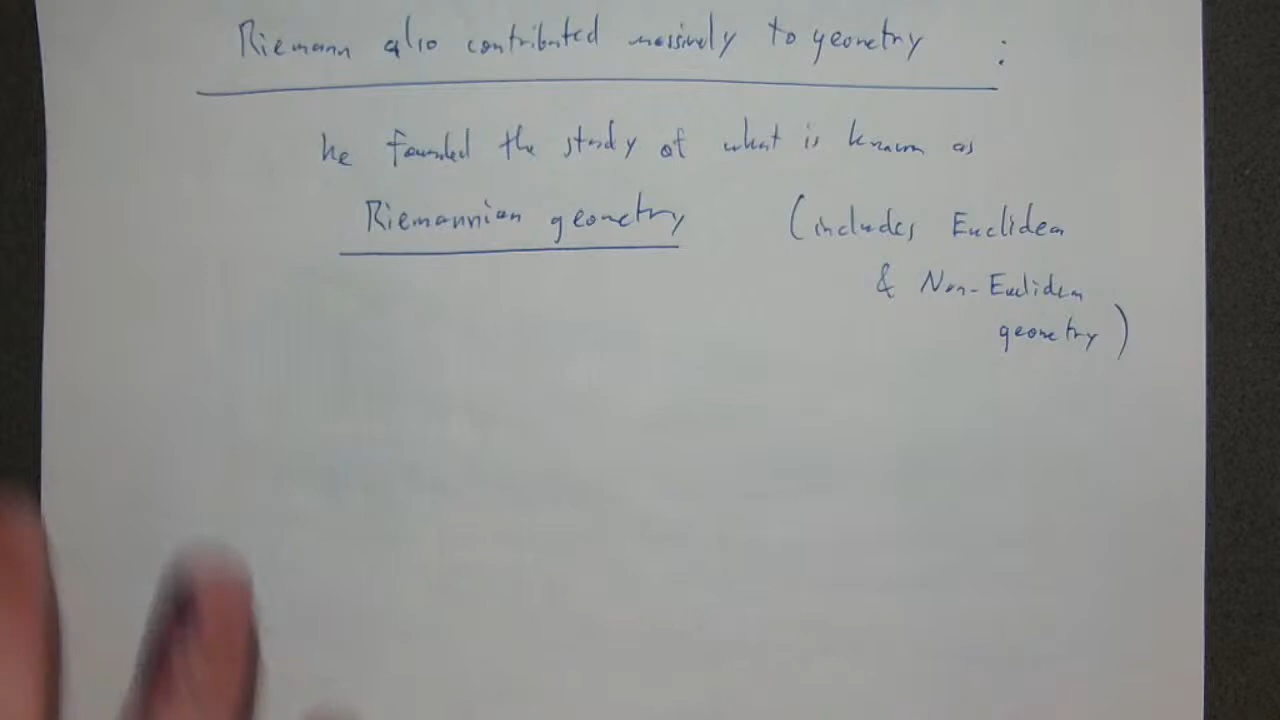 Riemann also contributed massively to geometry :
he founded the study of what is known as
Riemannian geometry (includes Euclidean
& Non-Euclidean
geometry)